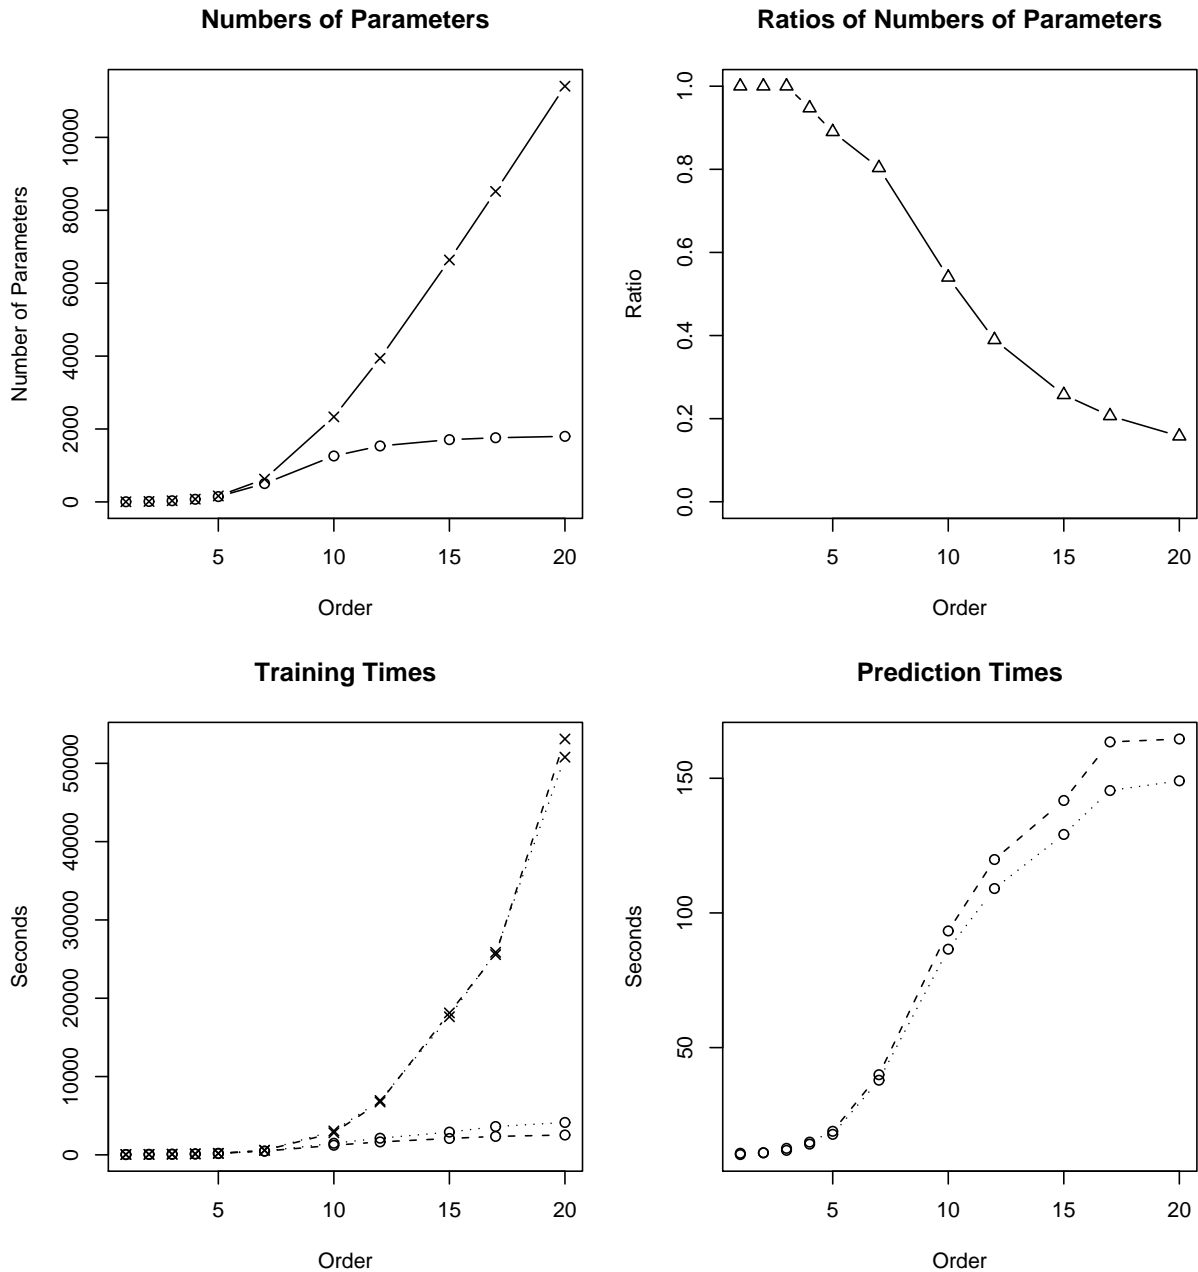 Numbers of Parameters
Number of Parameters
0
2000
4000
6000
8000
10000
5 10 15 20
Order
Ratios of Numbers of Parameters
Ratio
0.0
0.2
0.4
0.6
0.8
1.0
5 10 15 20
Order
Training Times
Seconds
0
10000
20000
30000
40000
50000
5 10 15 20
Order
Prediction Times
Seconds
50
100
150
5 10 15 20
Order